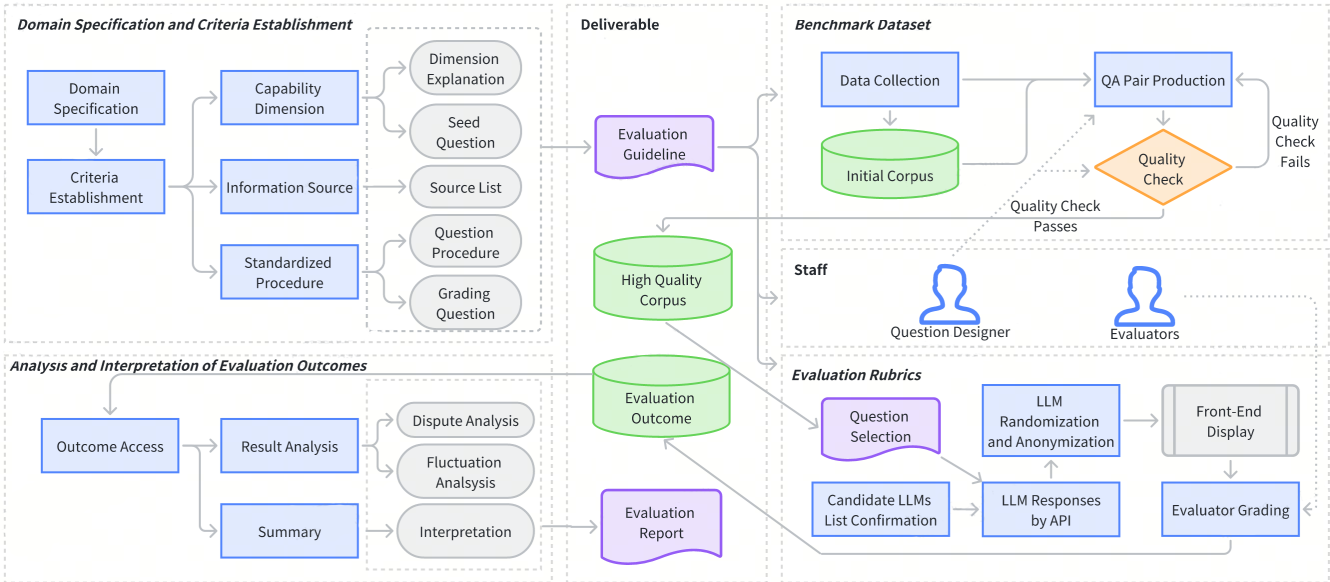 Domain Specification and Criteria Establishment
Domain
Specification
Criteria
Establishment
Capability
Dimension
Information Source
Standardized
Procedure
Dimension
Explanation
Seed
Question
Source List
Question
Procedure
Grading
Question
Deliverable
Evaluation
Guideline
High Quality
Corpus
Evaluation
Outcome
Evaluation
Report
Benchmark Dataset
Data Collection
Initial Corpus
QA Pair Production
Quality
Check
Quality
Check
Fails
Quality Check
Passes
Staff
Question Designer
Evaluators
Analysis and Interpretation of Evaluation Outcomes
Outcome Access
Result Analysis
Summary
Dispute Analysis
Fluctuation
Analsysis
Interpretation
Evaluation Rubrics
Question
Selection
Candidate LLMs
List Confirmation
LLM
Randomization
and Anonymization
LLM Responses
by API
Front-End
Display
Evaluator Grading